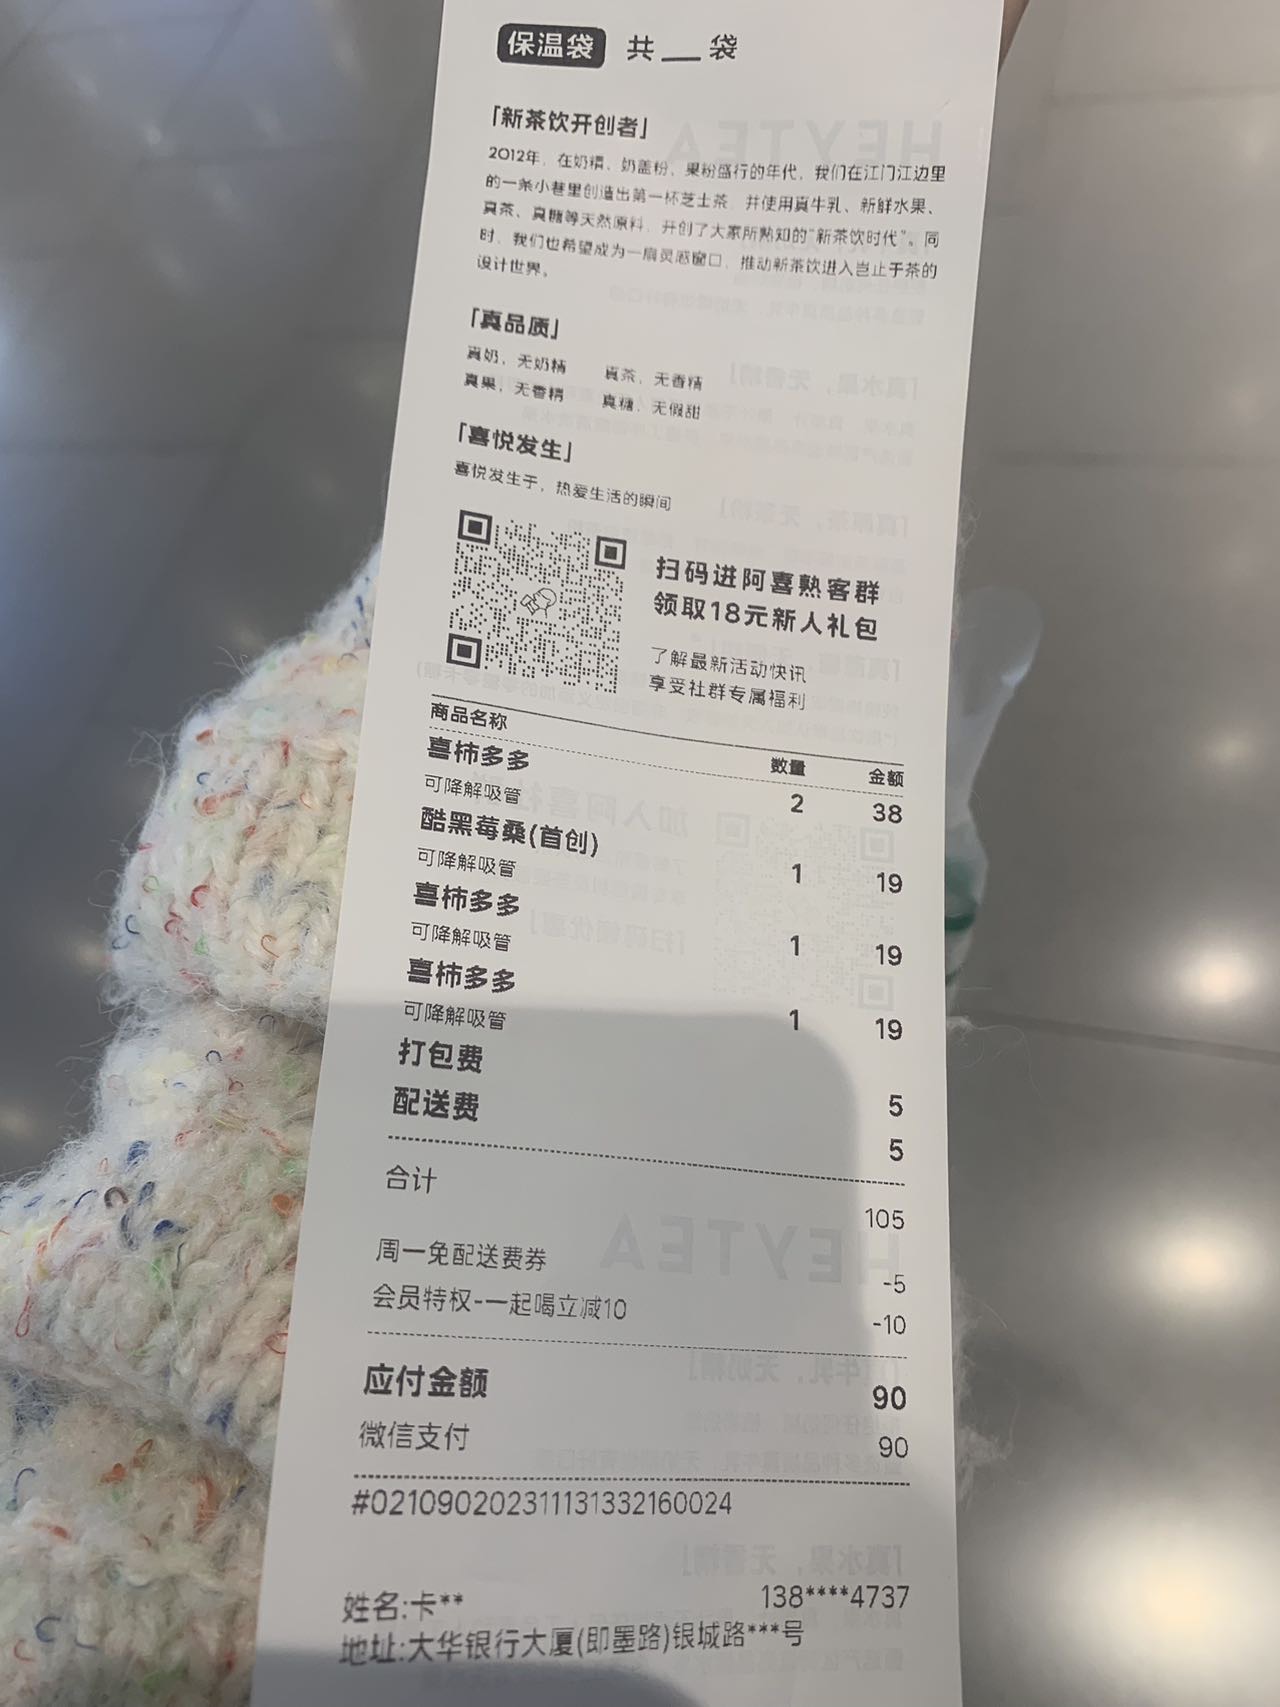 保温袋 共__袋
「新茶饮开创者」
2012年，在奶精、奶盖粉、果粉盛行的年代，我们在江门江边里
的一条小巷里创造出第一杯芝士茶，并使用真牛乳、新鲜水果、
真茶、真糖等天然原料，开创了大家所熟知的“新茶饮时代”。同
时，我们也希望成为一扇灵感窗口，推动新茶饮进入岂止于茶的
设计世界。
「真品质」
真奶，无奶精 真茶，无香精
真果，无香精 真糖，无假甜
「喜悦发生」
喜悦发生于，热爱生活的瞬间
扫码进阿喜熟客群
领取18元新人礼包
了解最新活动快讯
享受社群专属福利
商品名称 数量 金额
喜柿多多 2 38
可降解吸管
酷黑莓桑(首创) 1 19
可降解吸管
喜柿多多 1 19
可降解吸管
喜柿多多 1 19
可降解吸管
打包费 5
配送费 5
合计 105
周一免配送费券 -5
会员特权-一起喝立减10 -10
应付金额 90
微信支付 90
#021090202311131332160024
姓名:卡** 138****4737
地址:大华银行大厦(即墨路)银城路***号